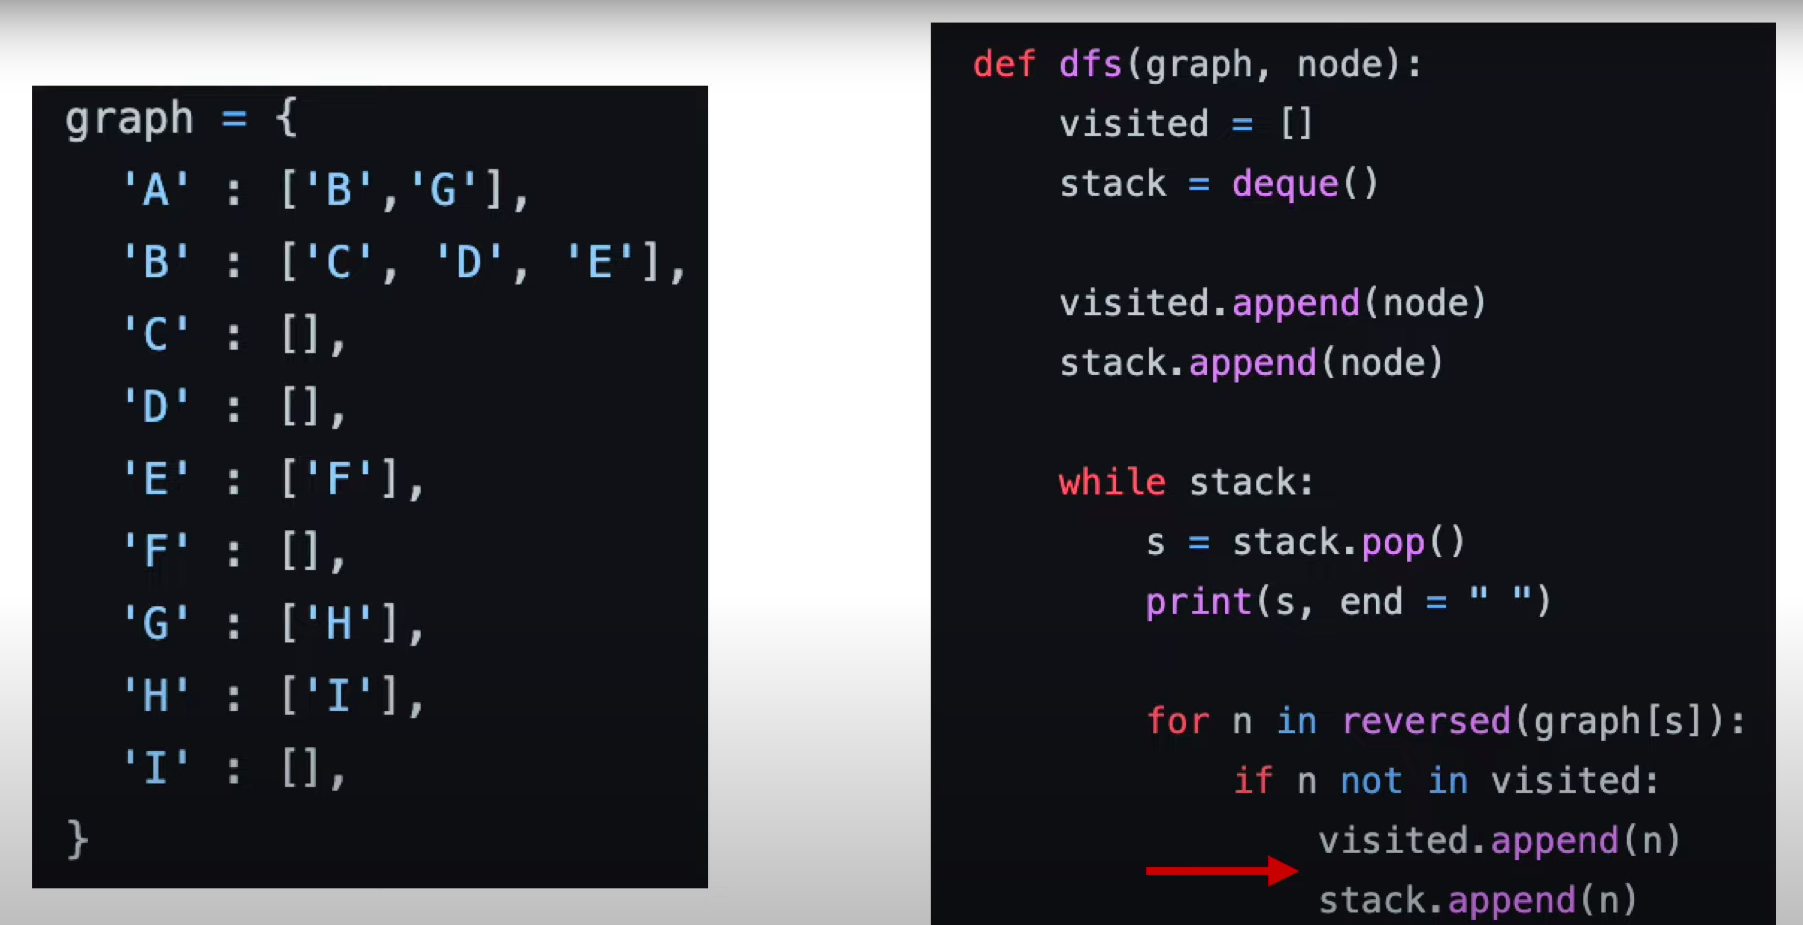 graph = {
  'A' : ['B','G'],
  'B' : ['C', 'D', 'E'],
  'C' : [],
  'D' : [],
  'E' : ['F'],
  'F' : [],
  'G' : ['H'],
  'H' : ['I'],
  'I' : [],
}
def dfs(graph, node):
    visited = []
    stack = deque()
    visited.append(node)
    stack.append(node)
    while stack:
        s = stack.pop()
        print(s, end = " ")
        for n in reversed(graph[s]):
            if n not in visited:
                visited.append(n)
                stack.append(n)